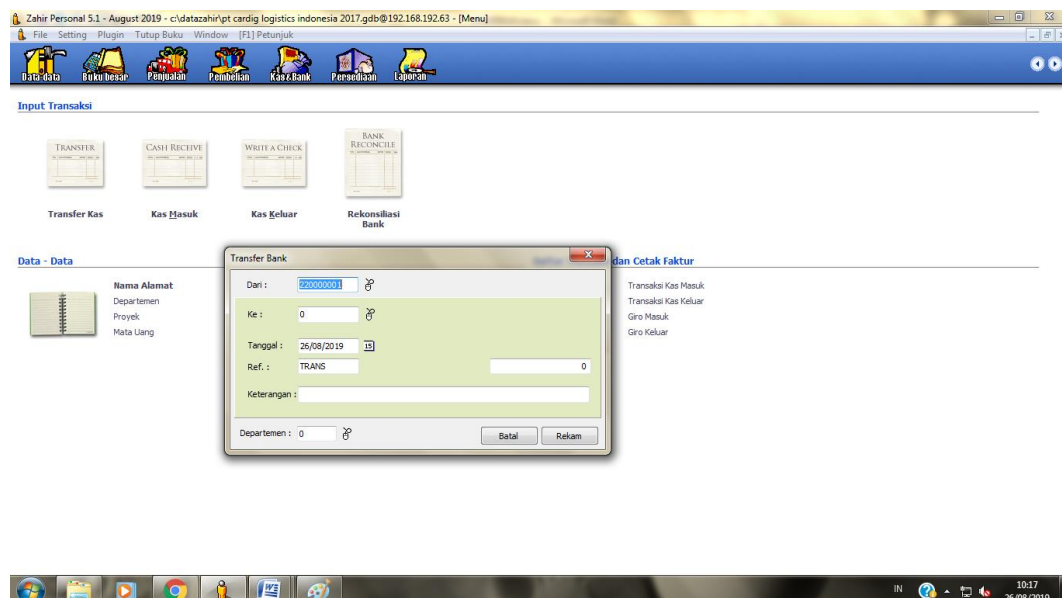 Zahir Personal 5.1 - August 2019 - c:\datazahir\pt cardig logistics indonesia 2017.gdb@192.168.192.63 - [Menu]
File Setting Plugin Tutup Buku Window [F1] Petunjuk
Data-data Buku besar Penjualan Pembelian Kas&Bank Persediaan Laporan
Input Transaksi
TRANSFER CASH RECEIVE WRITE A CHECK BANK RECONCILE
Transfer Kas Kas Masuk Kas Keluar Rekonsiliasi Bank
Data - Data
Nama Alamat
Departemen
Proyek
Mata Uang
Transfer Bank
Dari : 220000001
Ke : 0
Tanggal : 26/08/2019 15
Ref. : TRANS 0
Keterangan :
Departemen : 0 Batal Rekam
dan Cetak Faktur
Transaksi Kas Masuk
Transaksi Kas Keluar
Giro Masuk
Giro Keluar
IN 10:17
26/08/2019